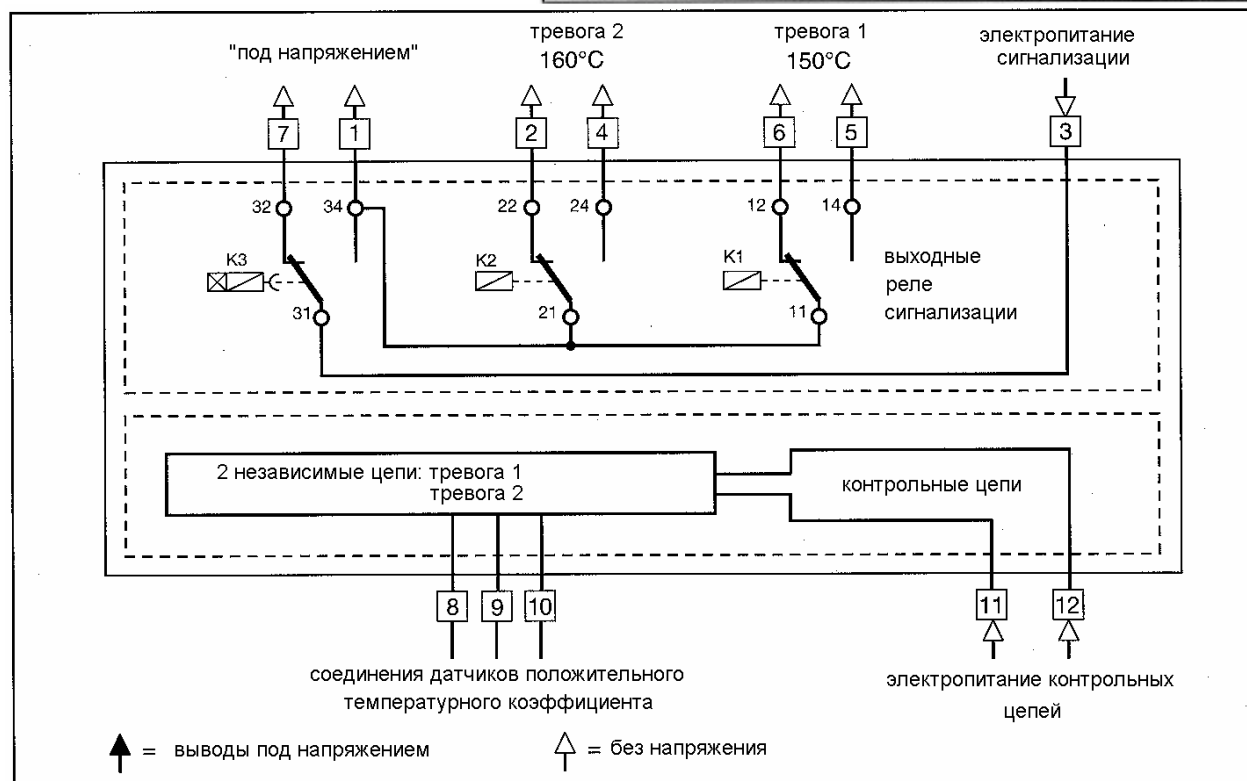 "под напряжением"
тревога 2
160°C
тревога 1
150°C
электропитание
сигнализации
7
1
2
4
6
5
3
32
34
22
24
12
14
K3
K2
K1
31
21
11
выходные
реле
сигнализации
2 независимые цепи: тревога 1
тревога 2
контрольные цепи
8
9
10
11
12
соединения датчиков положительного
температурного коэффициента
электропитание контрольных
цепей
= выводы под напряжением
= без напряжения